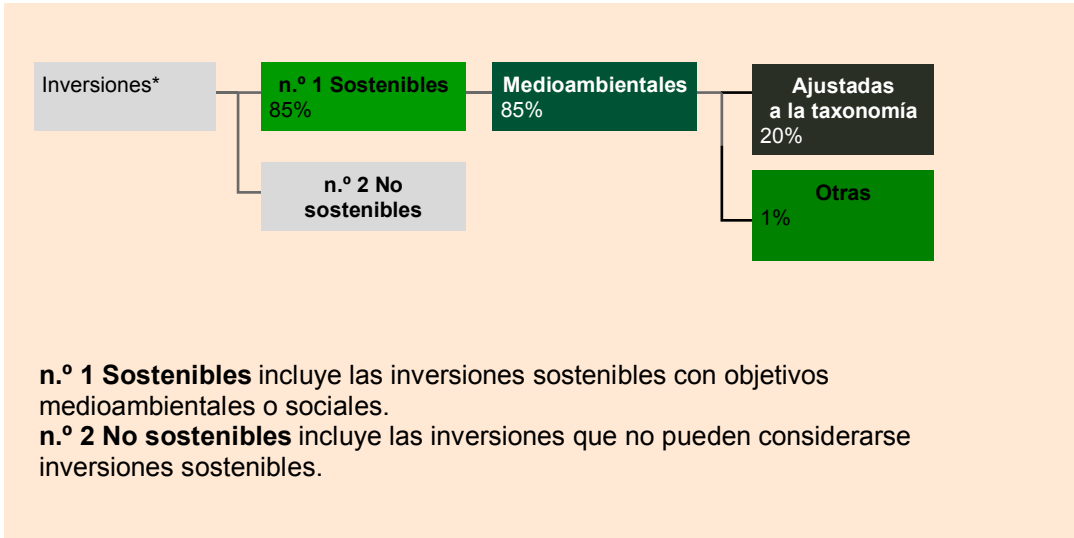 Inversiones*
n.º 1 Sostenibles
85%
Medioambientales
85%
Ajustadas
a la taxonomía
20%
n.º 2 No
sostenibles
Otras
1%
n.º 1 Sostenibles incluye las inversiones sostenibles con objetivos
medioambientales o sociales.
n.º 2 No sostenibles incluye las inversiones que no pueden considerarse
inversiones sostenibles.